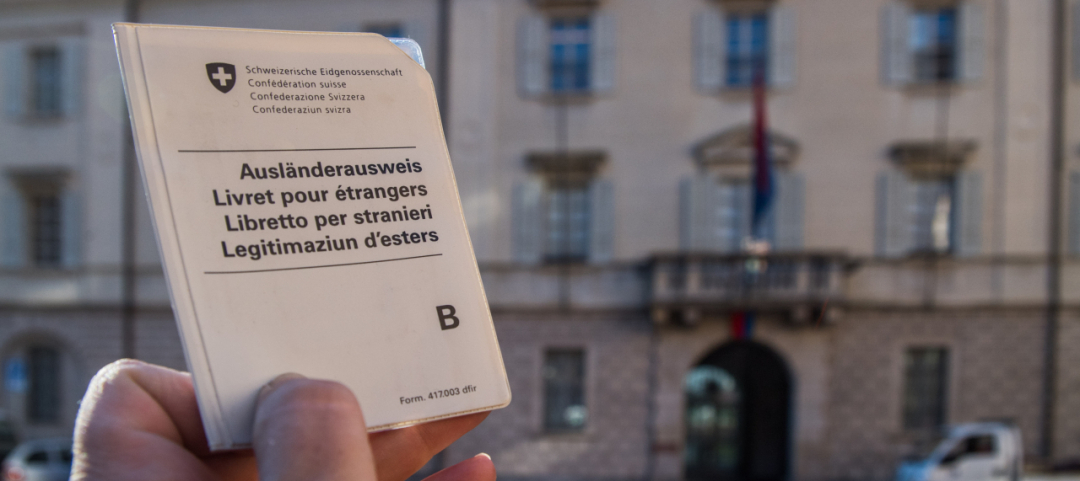 Schweizerische Eidgenossenschaft
Confédération suisse
Confederazione Svizzera
Confederaziun svizra
Ausländerausweis
Livret pour étrangers
Libretto per stranieri
Legitimaziun d'esters
B
Form. 417.003 dfir